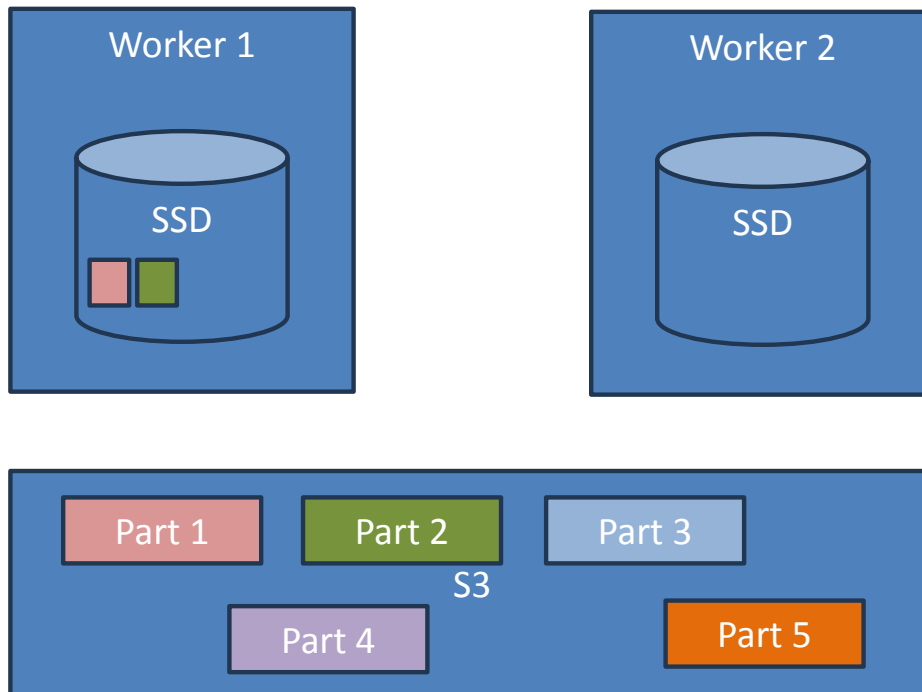 Worker 1
Worker 2
SSD
SSD
Part 1
Part 2
Part 3
S3
Part 4
Part 5